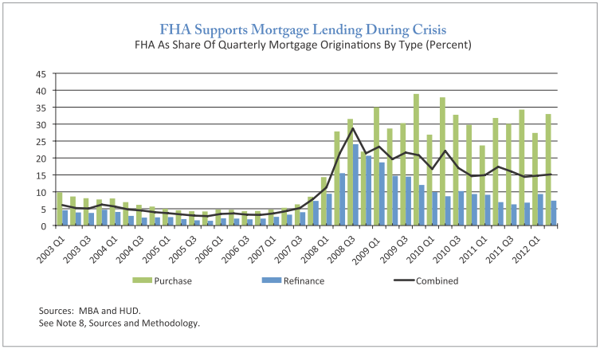 FHA Supports Mortgage Lending During Crisis
FHA As Share Of Quarterly Mortgage Originations By Type (Percent)
45
40
35
30
25
20
15
10
5
0
2003 Q1
2003 Q3
2004 Q1
2004 Q3
2005 Q1
2005 Q3
2006 Q1
2006 Q3
2007 Q1
2007 Q3
2008 Q1
2008 Q3
2009 Q1
2009 Q3
2010 Q1
2010 Q3
2011 Q1
2011 Q3
2012 Q1
Purchase Refinance Combined
Sources: MBA and HUD.
See Note 8, Sources and Methodology.